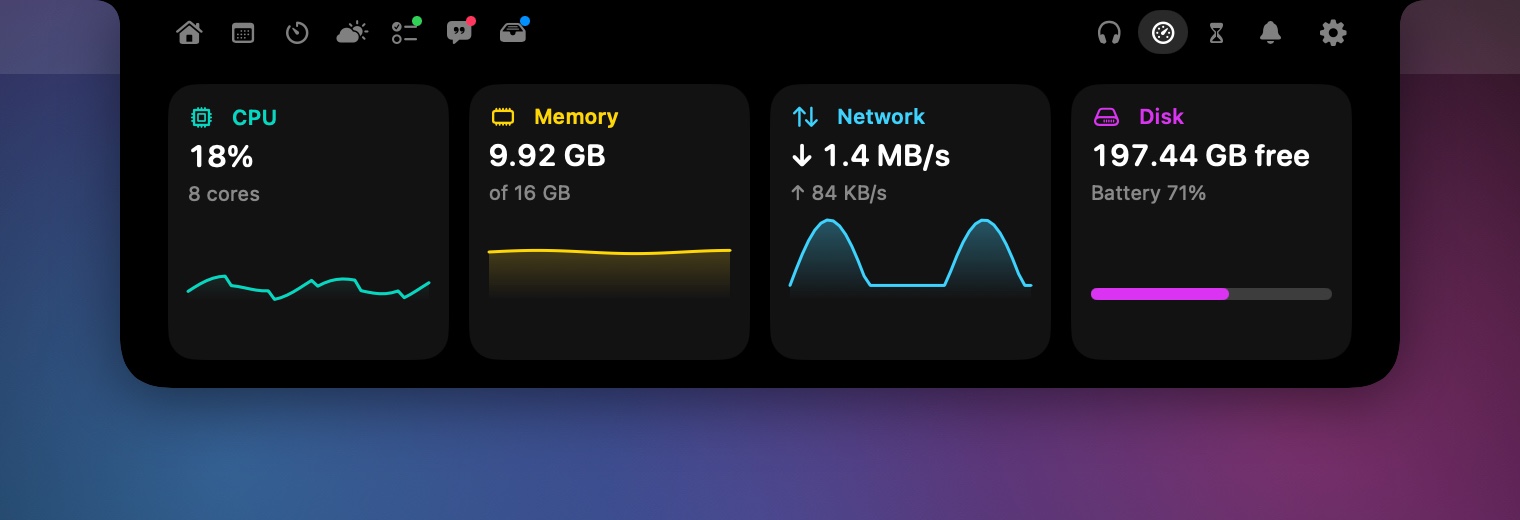 CPU
18%
8 cores
Memory
9.92 GB
of 16 GB
Network
↓ 1.4 MB/s
↑ 84 KB/s
Disk
197.44 GB free
Battery 71%